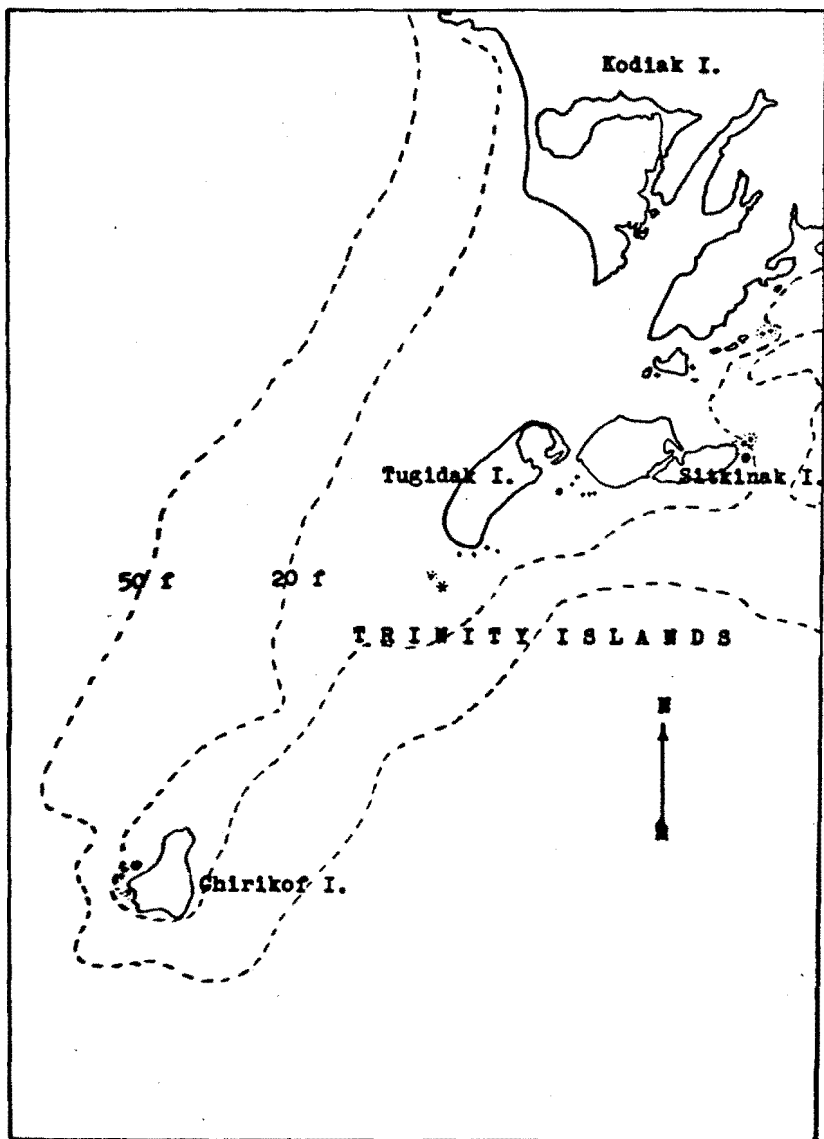 Kodiak I.
Tugidak I.
Sitkinak I.
50 f
20 f
TRINITY ISLANDS
N
Chirikof I.